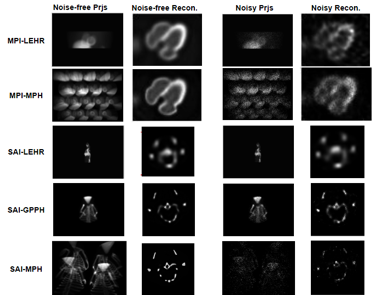 Noise-free Prjs Noise-free Recon. Noisy Prjs Noisy Recon.
MPI-LEHR
MPI-MPH
SAI-LEHR
SAI-GPPH
SAI-MPH